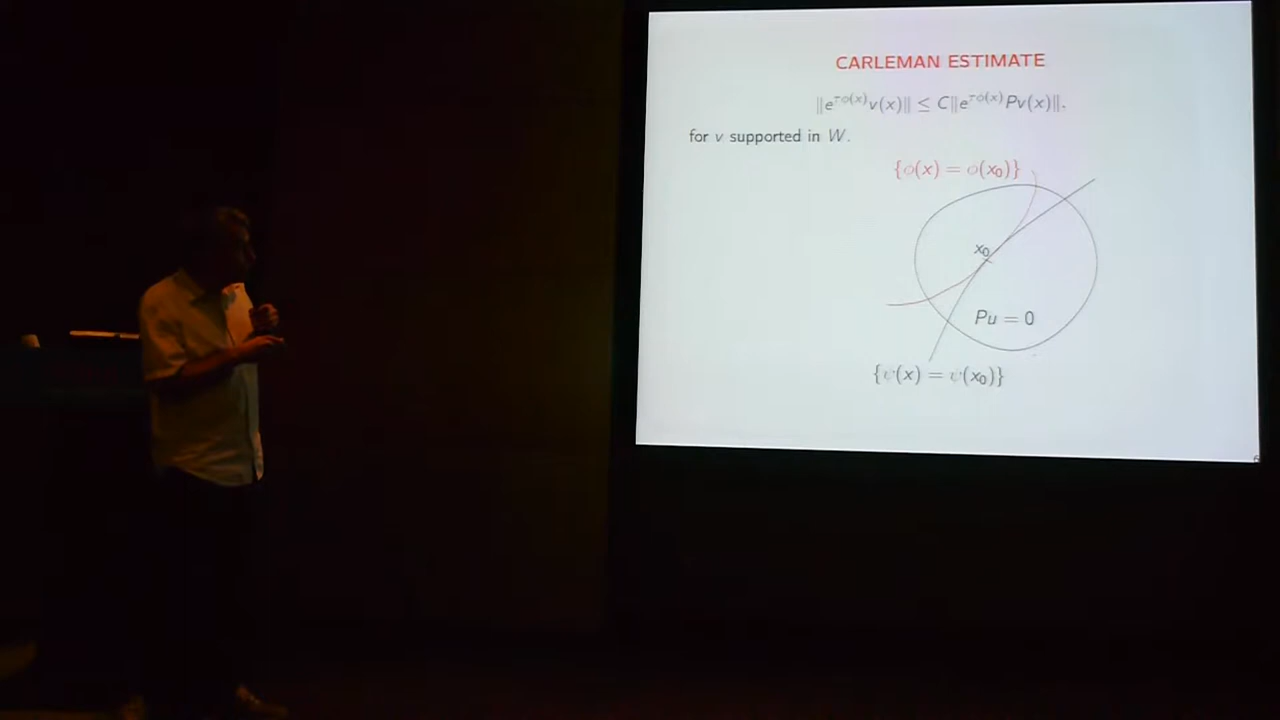 CARLEMAN ESTIMATE
‖e^{τϕ(x)}v(x)‖ ≤ C‖e^{τϕ(x)}Pv(x)‖.
for v supported in W.
{ϕ(x) = ϕ(x₀)}
x₀
Pu = 0
{ψ(x) = ψ(x₀)}